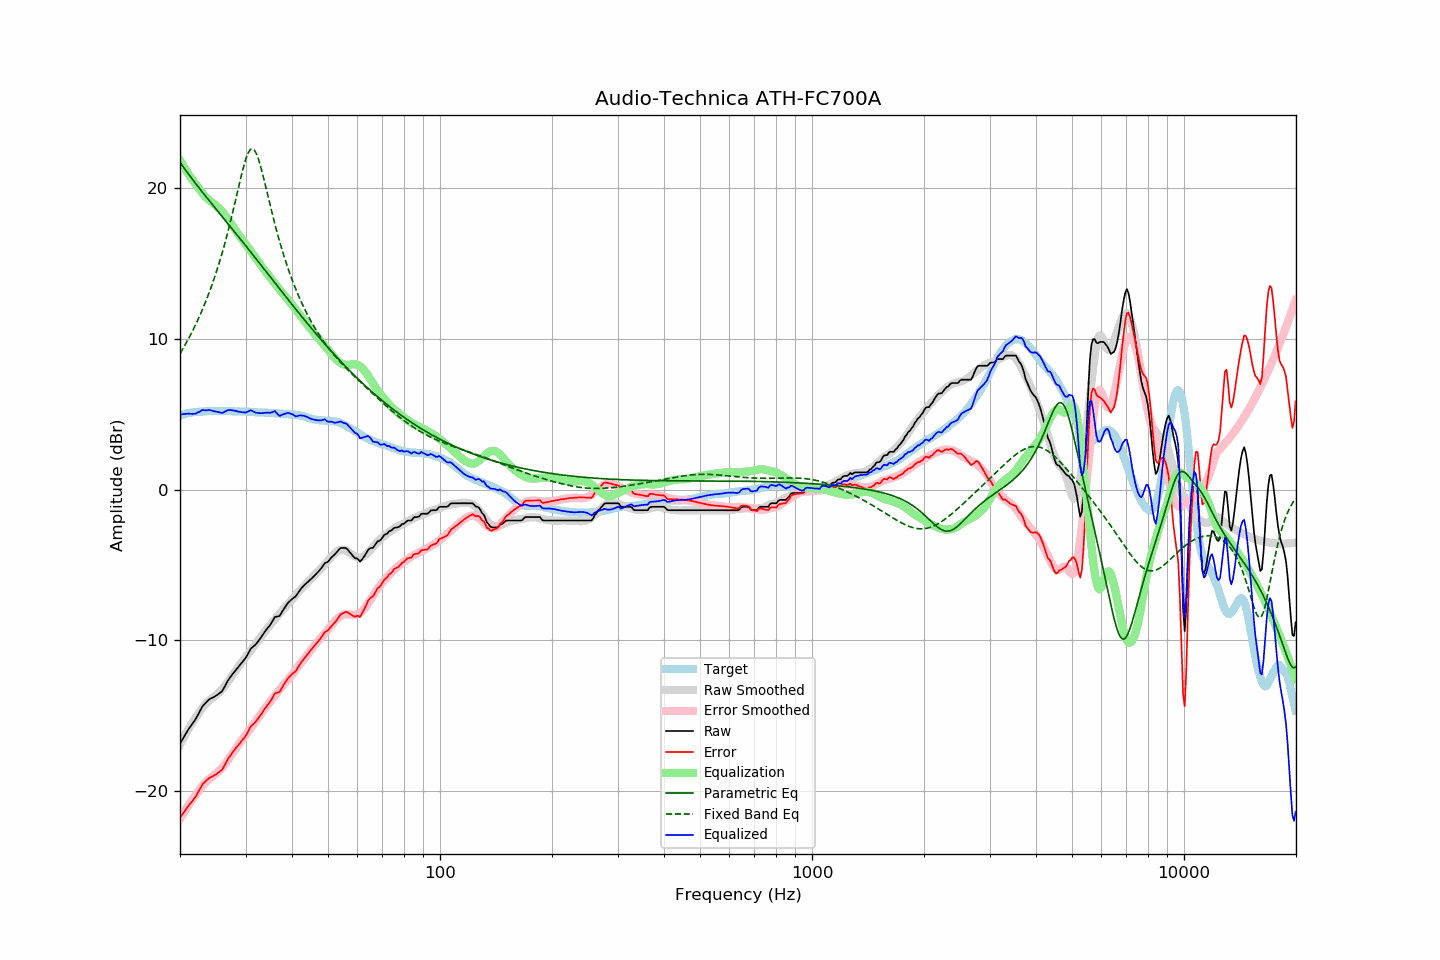 Audio-Technica ATH-FC700A
Amplitude (dBr)
20
10
0
−10
−20
Target
Raw Smoothed
Error Smoothed
Raw
Error
Equalization
Parametric Eq
Fixed Band Eq
Equalized
100
1000
10000
Frequency (Hz)